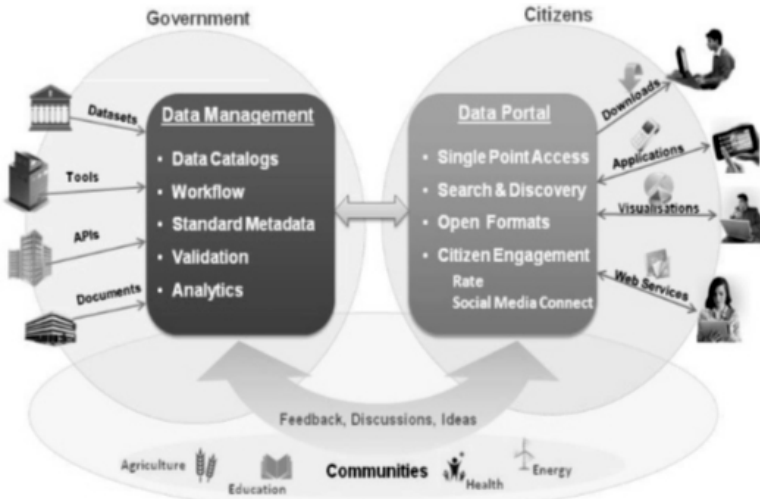 Government
Citizens
Datasets
Tools
APIs
Documents
Data Management
• Data Catalogs
• Workflow
• Standard Metadata
• Validation
• Analytics
Data Portal
• Single Point Access
• Search & Discovery
• Open Formats
• Citizen Engagement
Rate
Social Media Connect
Downloads
Applications
Visualisations
Web Services
Feedback, Discussions, Ideas
Agriculture
Education
Communities
Health
Energy